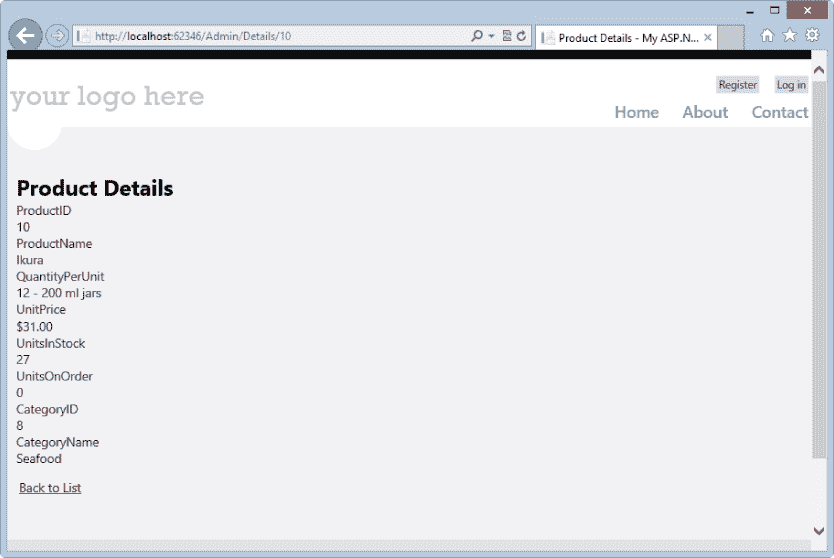 http://localhost:62346/Admin/Details/10
Product Details - My ASP.N...
your logo here
Register
Log in
Home
About
Contact
Product Details
ProductID
10
ProductName
Ikura
QuantityPerUnit
12 - 200 ml jars
UnitPrice
$31.00
UnitsInStock
27
UnitsOnOrder
0
CategoryID
8
CategoryName
Seafood
Back to List